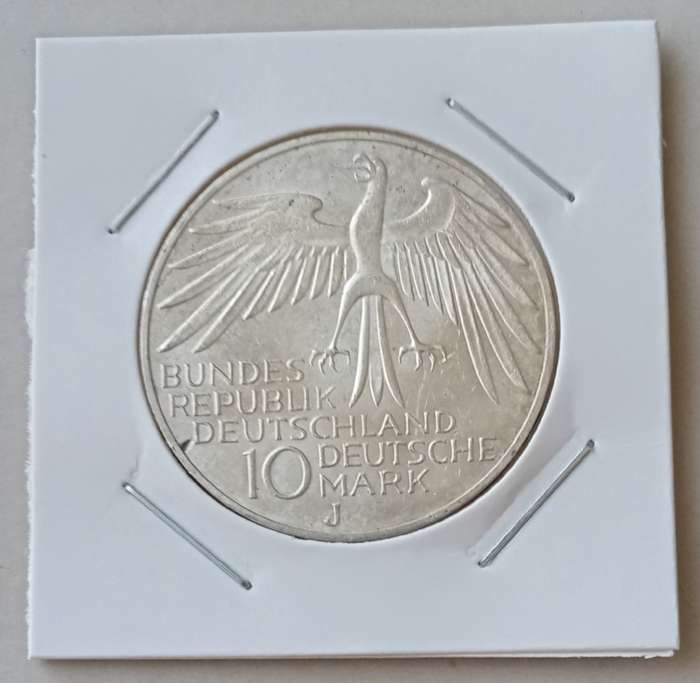 BUNDES
REPUBLIK
DEUTSCHLAND
10 DEUTSCHE
MARK
J